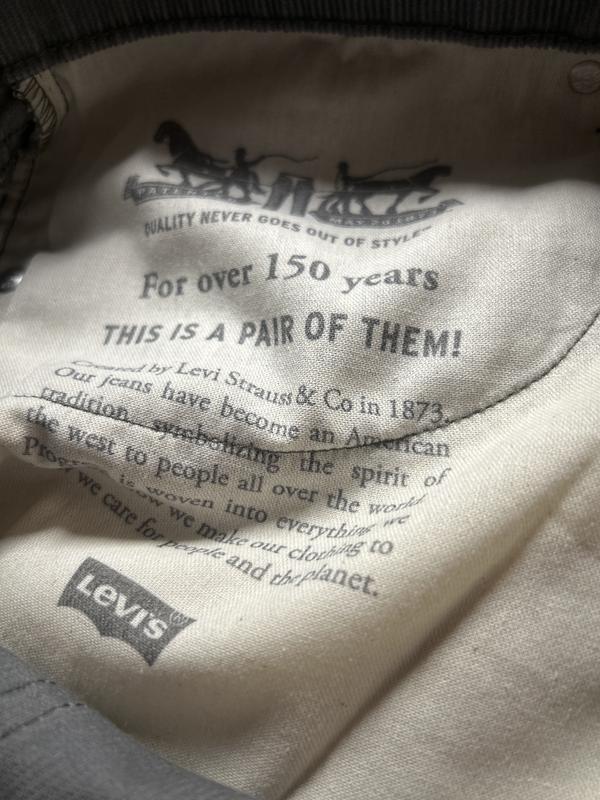 QUALITY NEVER GOES OUT OF STYLE™
For over 150 years
THIS IS A PAIR OF THEM!
Created by Levi Strauss & Co in 1873.
Our jeans have become an American
tradition, symbolizing the spirit of
the west to people all over the world
Progress is woven into everything we
we make our clothing to
we care for people and the planet.
LEVI'S®